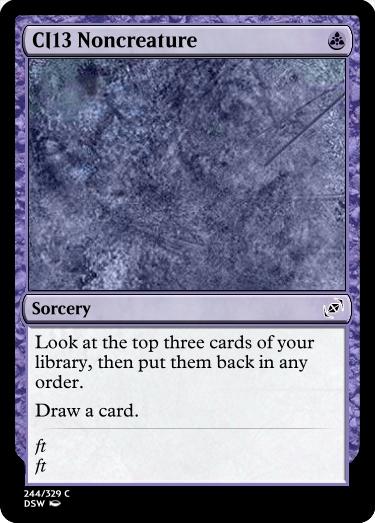 CJ13 Noncreature
Sorcery
Look at the top three cards of your
library, then put them back in any
order.
Draw a card.
ft
ft
244/329 C
DSW